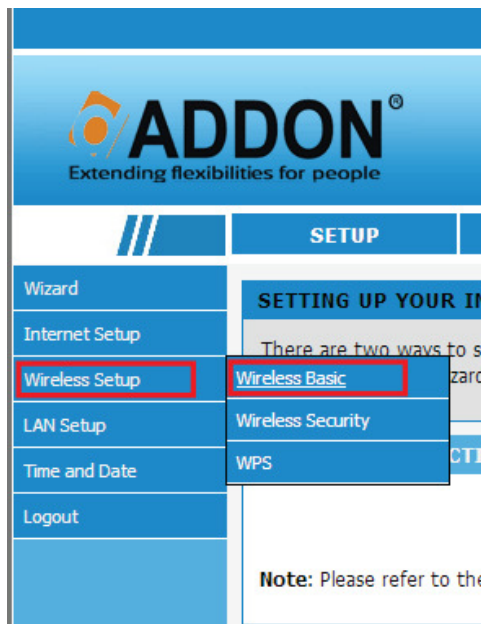 ADDON®
Extending flexibilities for people
SETUP
Wizard
Internet Setup
Wireless Setup
LAN Setup
Time and Date
Logout
Wireless Basic
Wireless Security
WPS
SETTING UP YOUR
There are two ways to
Note: Please refer to the